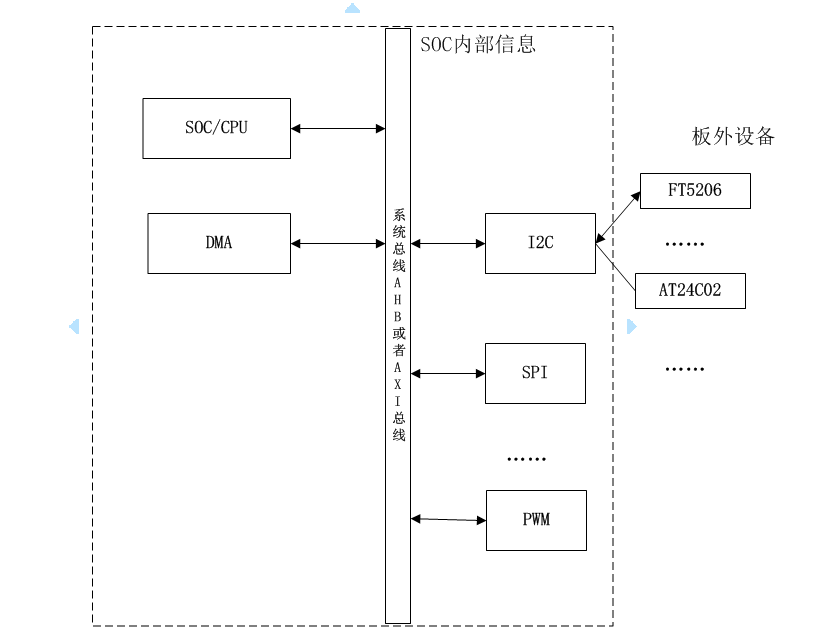 SOC内部信息
SOC/CPU
板外设备
FT5206
系统总线AHB或者AXI总线
DMA
I2C
……
AT24C02
SPI
……
……
PWM